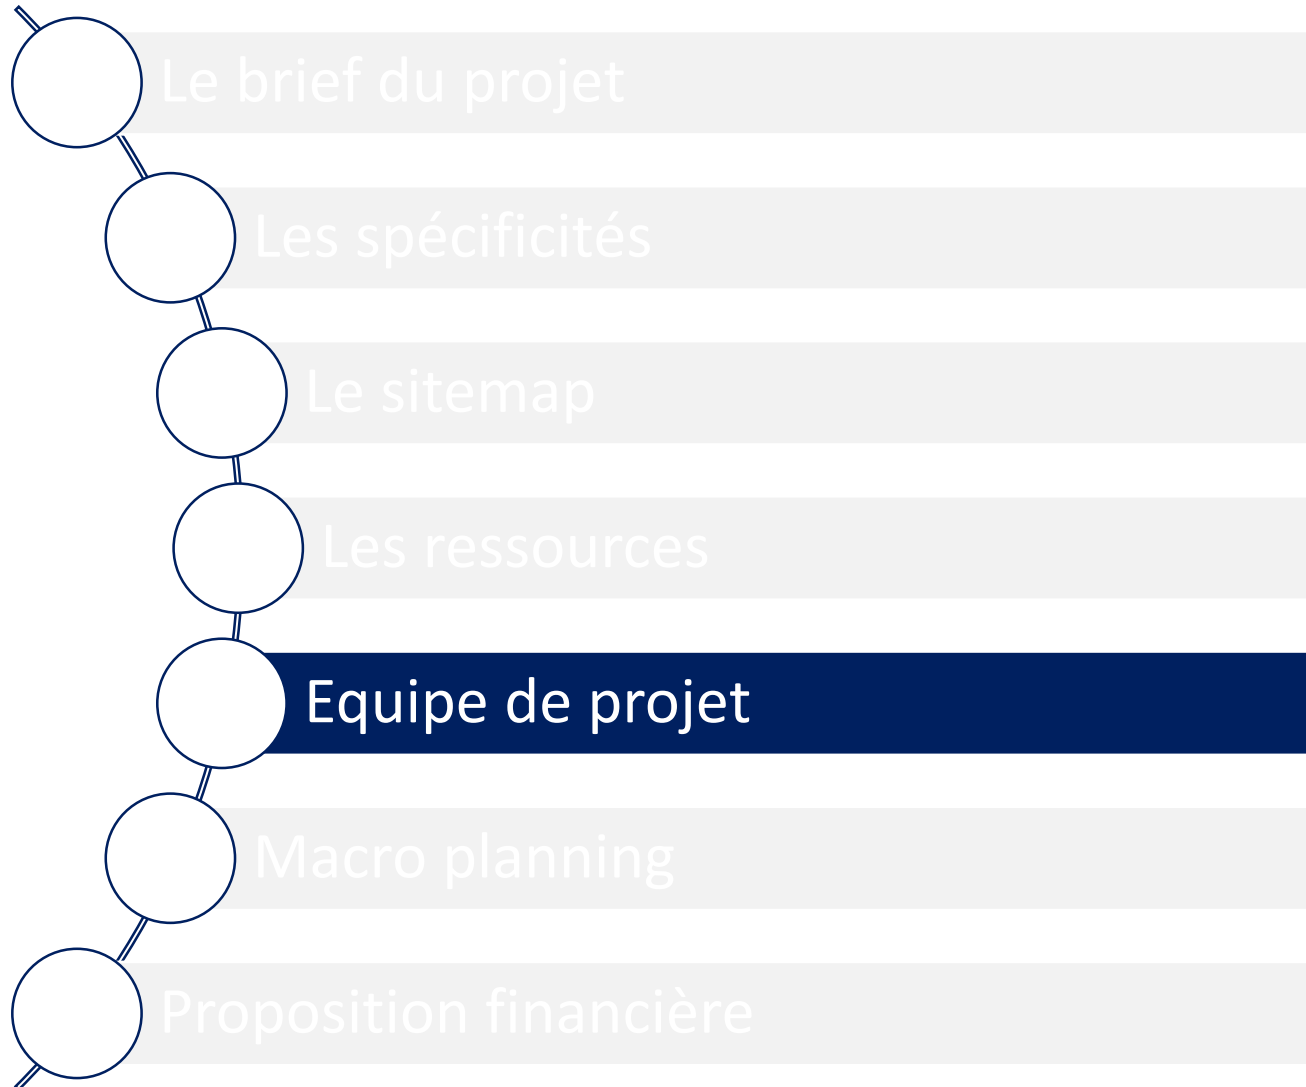 Le brief du projet
Les spécificités
Le sitemap
Les ressources
Equipe de projet
Macro planning
Proposition financière